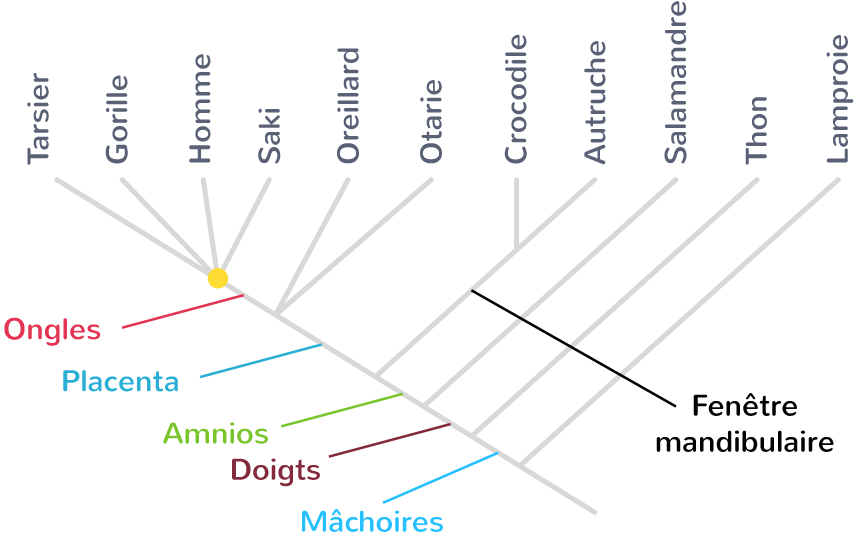 Tarsier
Gorille
Homme
Saki
Oreillard
Otarie
Crocodile
Autruche
Salamandre
Thon
Lamproie
Ongles
Placenta
Amnios
Doigts
Mâchoires
Fenêtre
mandibulaire